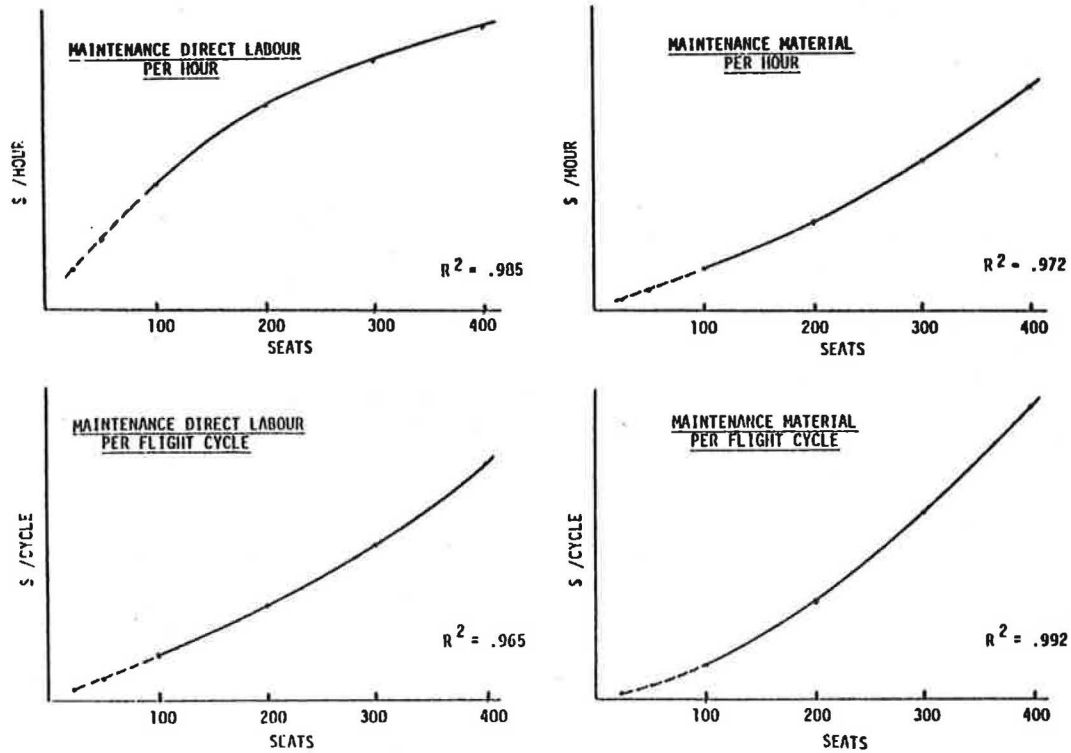 MAINTENANCE DIRECT LABOUR
PER HOUR
$ /HOUR
R² = .985
100 200 300 400
SEATS
MAINTENANCE MATERIAL
PER HOUR
$ /HOUR
R² = .972
100 200 300 400
SEATS
MAINTENANCE DIRECT LABOUR
PER FLIGHT CYCLE
$ /CYCLE
R² = .965
100 200 300 400
SEATS
MAINTENANCE MATERIAL
PER FLIGHT CYCLE
$ /CYCLE
R² = .992
100 200 300 400
SEATS